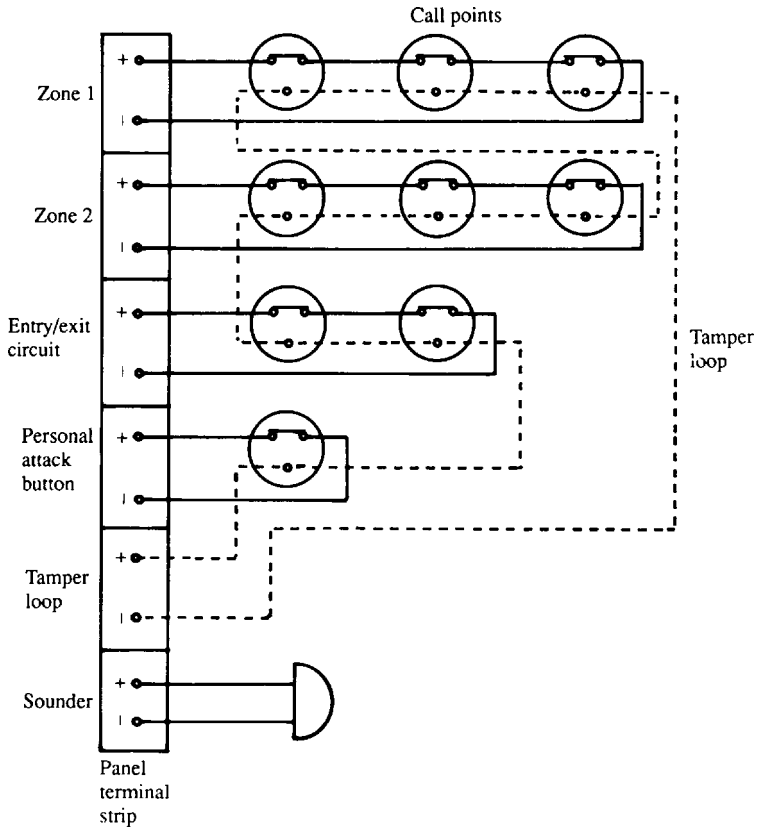 Call points
+
Zone 1
−
+
Zone 2
−
+
Entry/exit
circuit
−
Tamper
loop
+
Personal
attack
button
−
+
Tamper
loop
−
+
Sounder
−
Panel
terminal
strip